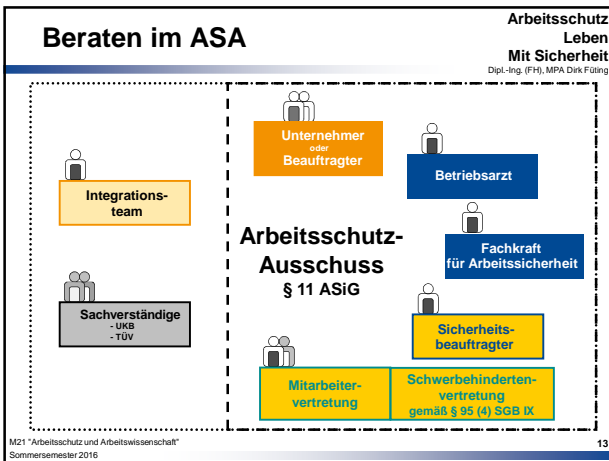 Beraten im ASA
Arbeitsschutz
Leben
Mit Sicherheit
Dipl.-Ing. (FH), MPA Dirk Füting
Unternehmer
oder
Beauftragter
Betriebsarzt
Integrations-
team
Arbeitsschutz-
Ausschuss
§ 11 ASiG
Fachkraft
für Arbeitssicherheit
Sachverständige
- UKB
- TÜV
Sicherheits-
beauftragter
Mitarbeiter-
vertretung
Schwerbehinderten-
vertretung
gemäß § 95 (4) SGB IX
M21 "Arbeitsschutz und Arbeitswissenschaft"
Sommersemester 2016
13